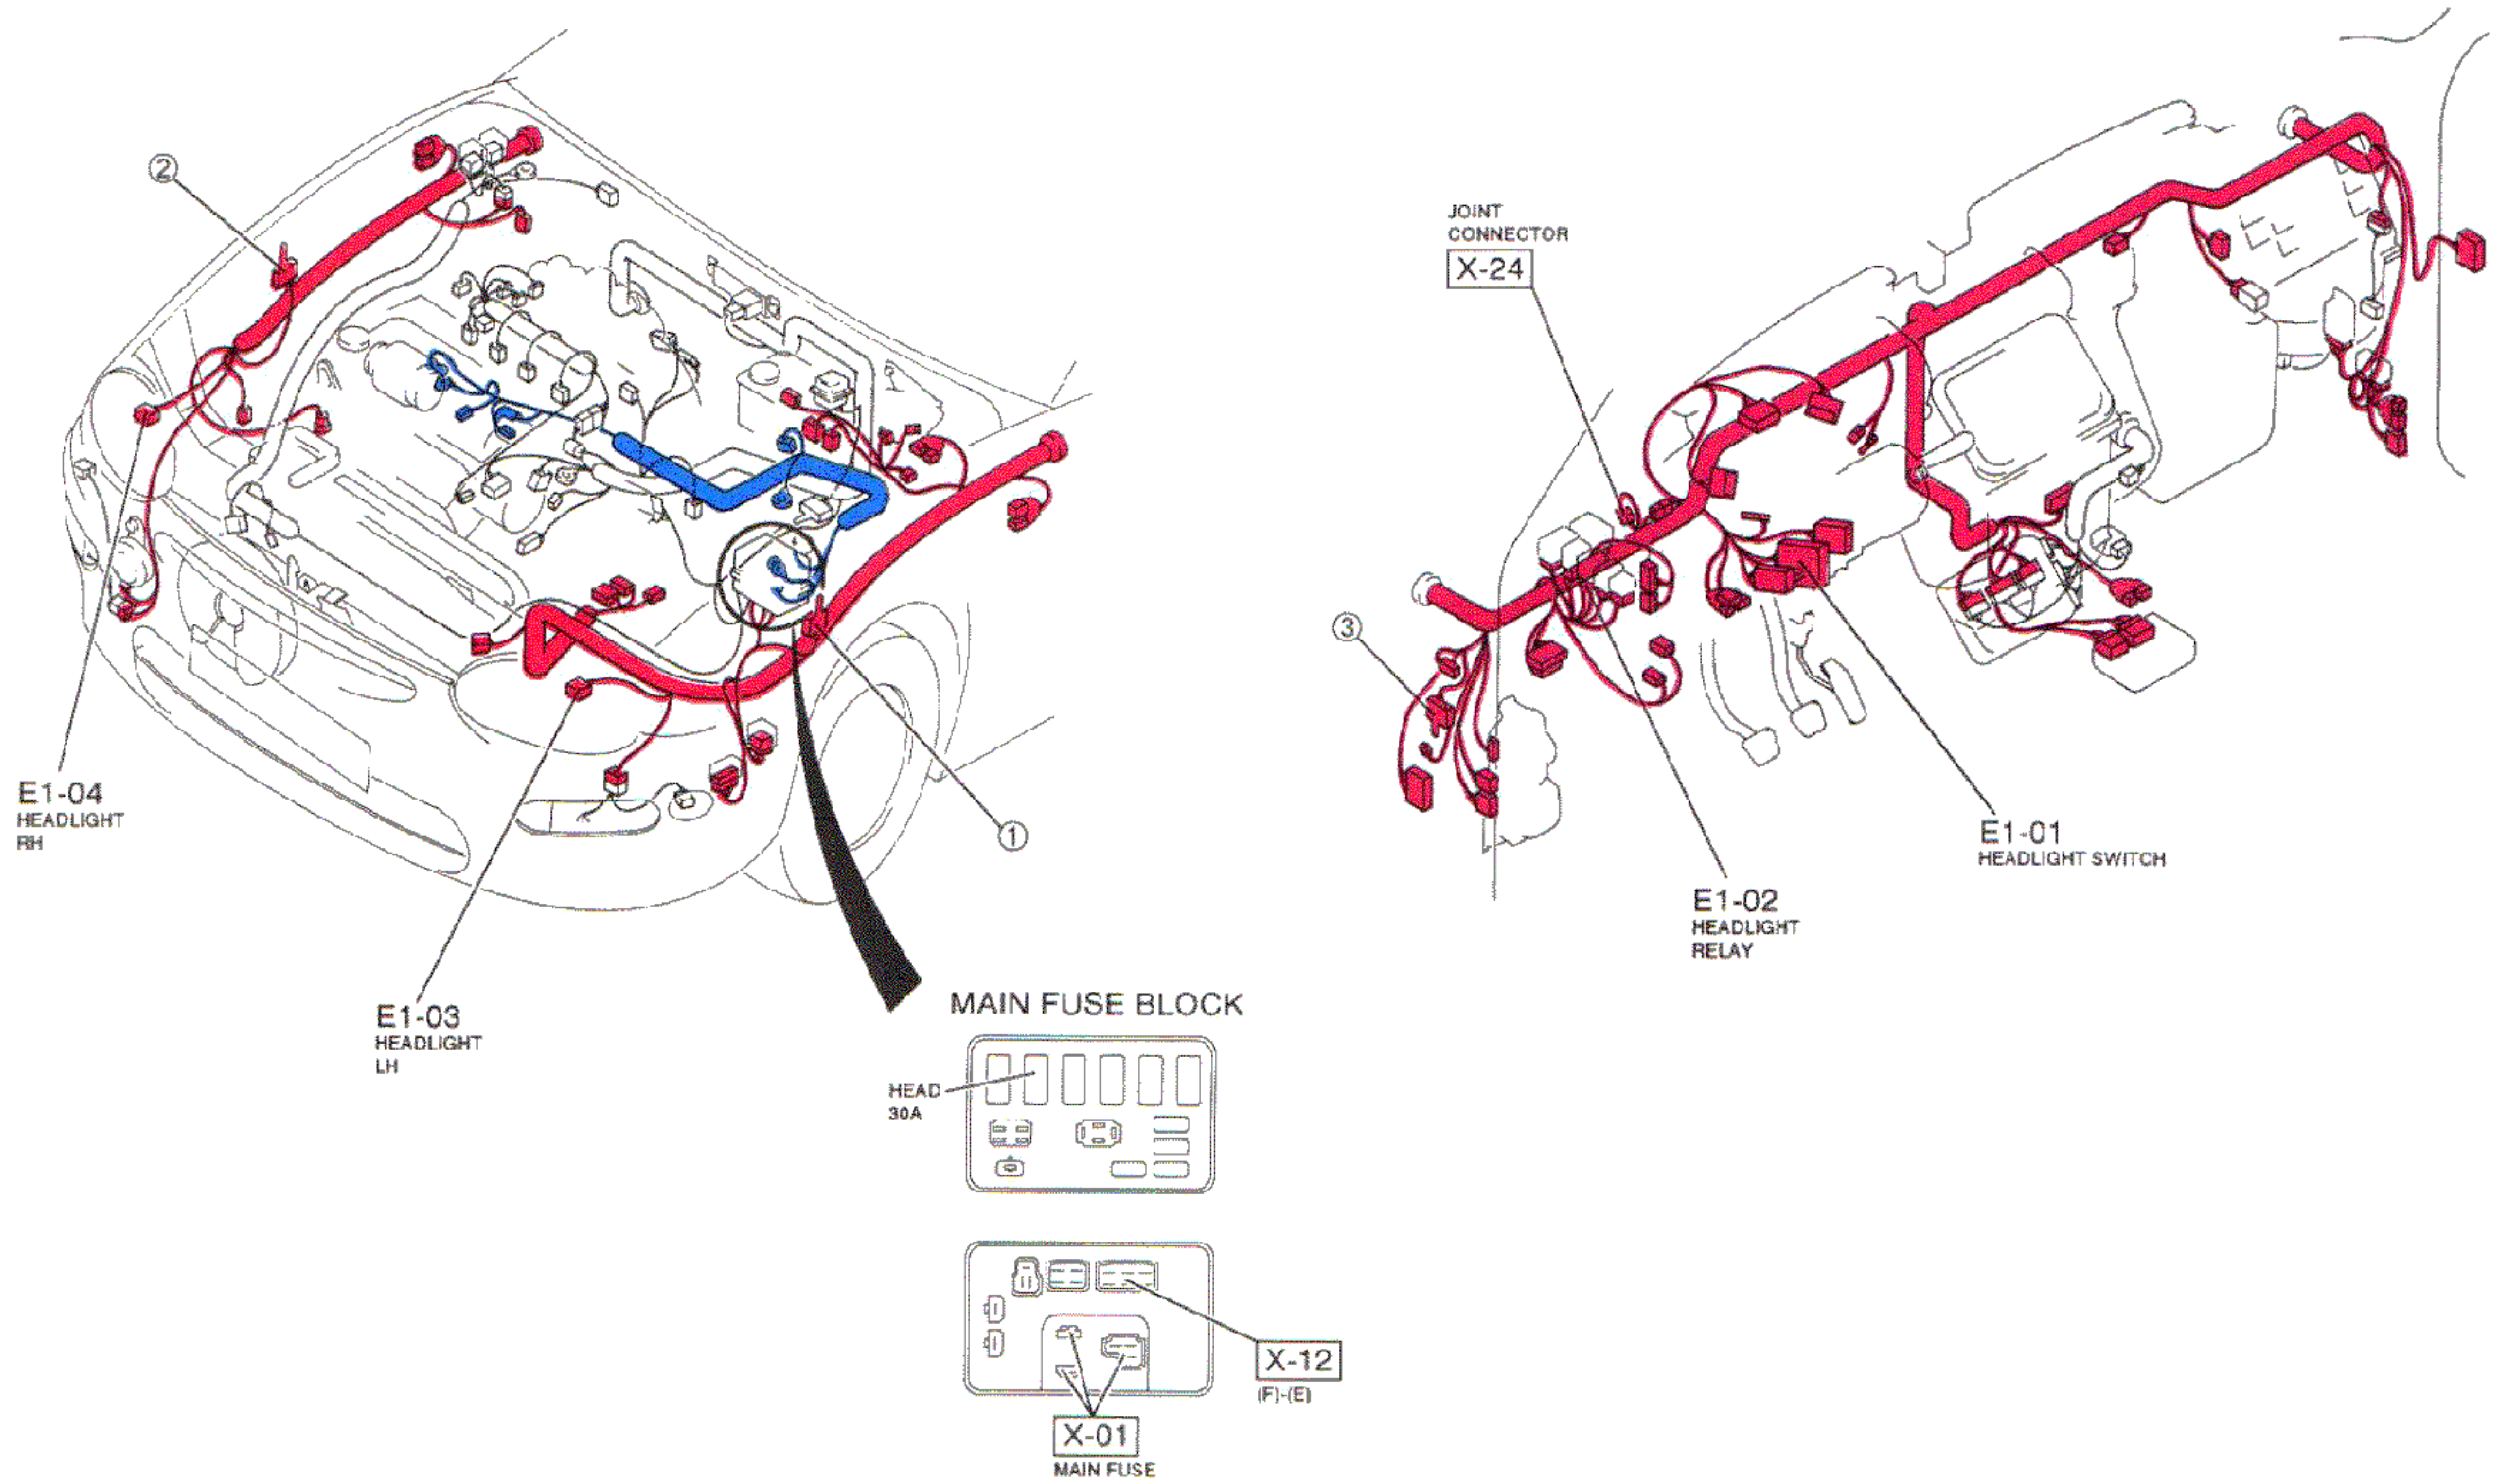 ②
E1-04
HEADLIGHT
RH
E1-03
HEADLIGHT
LH
①
MAIN FUSE BLOCK
HEAD
30A
X-12
(F)-(E)
X-01
MAIN FUSE
JOINT
CONNECTOR
X-24
③
E1-01
HEADLIGHT SWITCH
E1-02
HEADLIGHT
RELAY